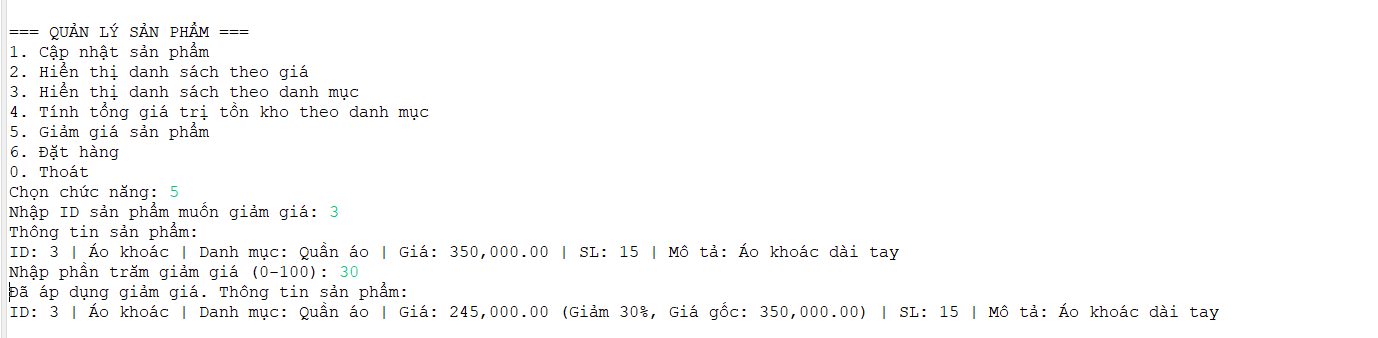 === QUẢN LÝ SẢN PHẨM ===
1. Cập nhật sản phẩm
2. Hiển thị danh sách theo giá
3. Hiển thị danh sách theo danh mục
4. Tính tổng giá trị tồn kho theo danh mục
5. Giảm giá sản phẩm
6. Đặt hàng
0. Thoát
Chọn chức năng: 5
Nhập ID sản phẩm muốn giảm giá: 3
Thông tin sản phẩm:
ID: 3 | Áo khoác | Danh mục: Quần áo | Giá: 350,000.00 | SL: 15 | Mô tả: Áo khoác dài tay
Nhập phần trăm giảm giá (0-100): 30
Đã áp dụng giảm giá. Thông tin sản phẩm:
ID: 3 | Áo khoác | Danh mục: Quần áo | Giá: 245,000.00 (Giảm 30%, Giá gốc: 350,000.00) | SL: 15 | Mô tả: Áo khoác dài tay